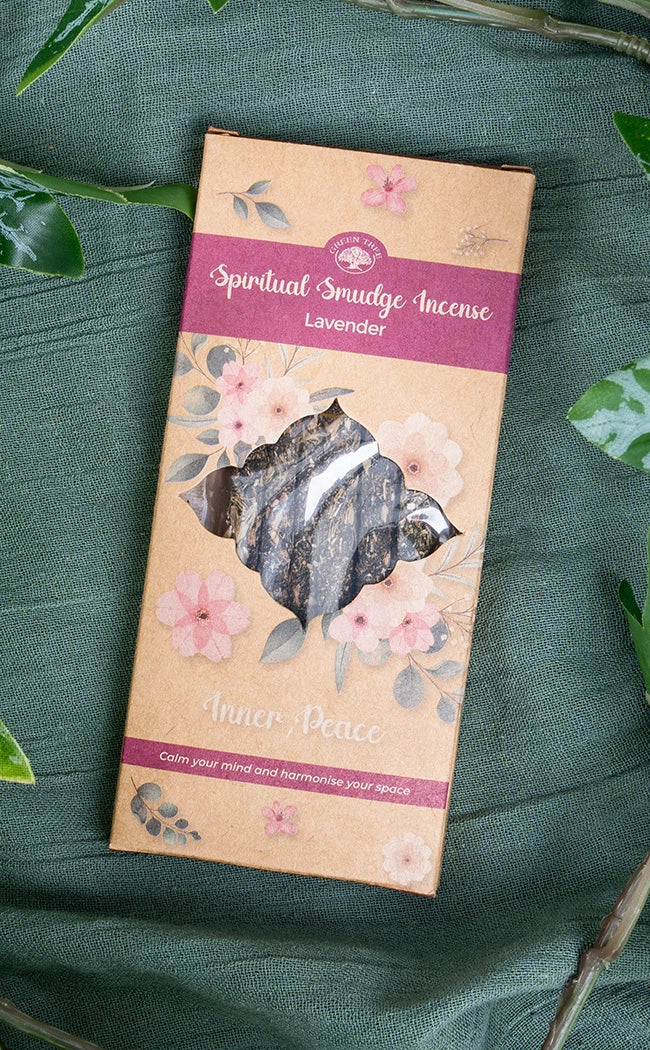 GREEN TREE
Spiritual Smudge Incense
Lavender
Inner Peace
Calm your mind and harmonise your space